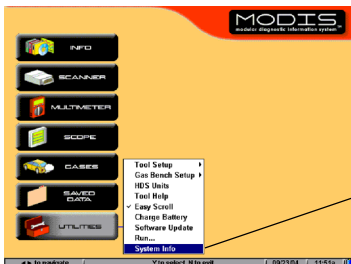 MODIS
modular diagnostic information system
INFO
SCANNER
MULTIMETER
SCOPE
CASES
SAVED
DATA
UTILITIES
Tool Setup
Gas Bench Setup
HDS Units
Tool Help
Easy Scroll
Charge Battery
Software Update
Run...
System Info
to navigate / Y to select, N to exit / 09/23/04 / 11:51a